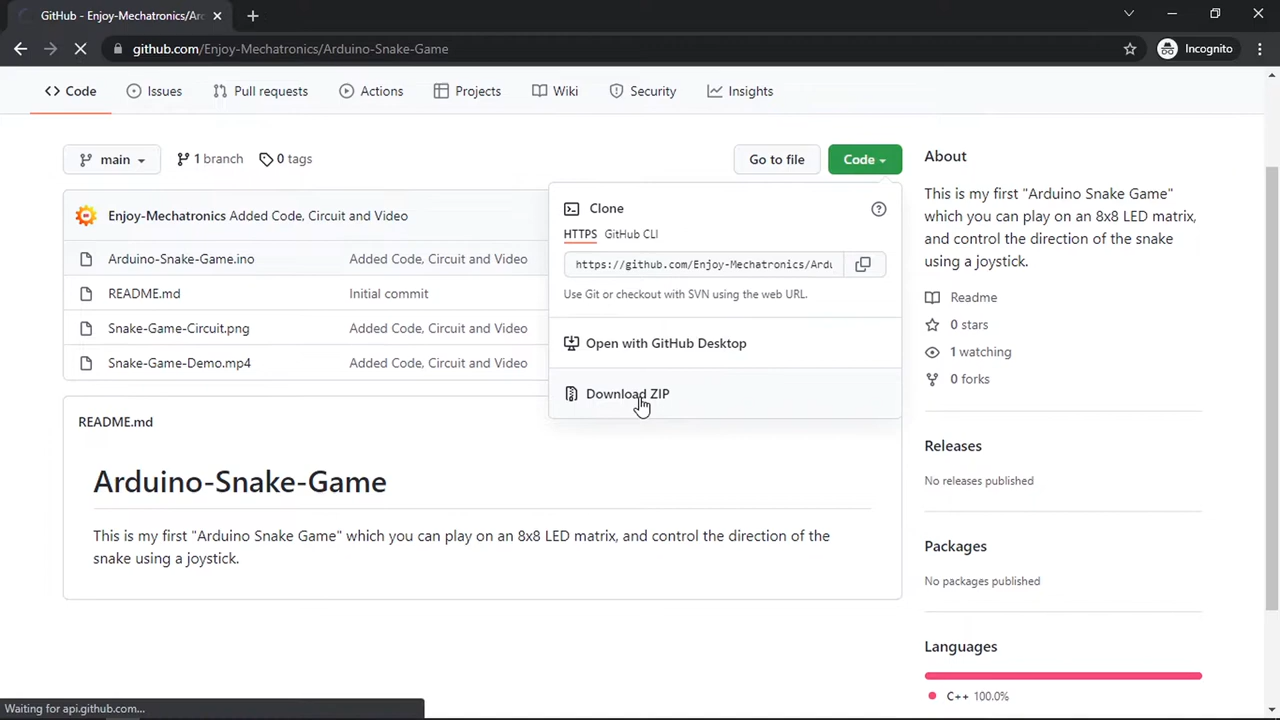 GitHub - Enjoy-Mechatronics/Ar
github.com/Enjoy-Mechatronics/Arduino-Snake-Game
Incognito
Code
Issues
Pull requests
Actions
Projects
Wiki
Security
Insights
main
1 branch
0 tags
Go to file
Code
Enjoy-Mechatronics Added Code, Circuit and Video
Arduino-Snake-Game.ino Added Code, Circuit and Video
README.md Initial commit
Snake-Game-Circuit.png Added Code, Circuit and Video
Snake-Game-Demo.mp4 Added Code, Circuit and Video
Clone
HTTPS GitHub CLI
https://github.com/Enjoy-Mechatronics/Ardu
Use Git or checkout with SVN using the web URL.
Open with GitHub Desktop
Download ZIP
README.md
Arduino-Snake-Game
This is my first "Arduino Snake Game" which you can play on an 8x8 LED matrix, and control the direction of the
snake using a joystick.
About
This is my first "Arduino Snake Game"
which you can play on an 8x8 LED matrix,
and control the direction of the snake
using a joystick.
Readme
0 stars
1 watching
0 forks
Releases
No releases published
Packages
No packages published
Languages
C++ 100.0%
Waiting for api.github.com...